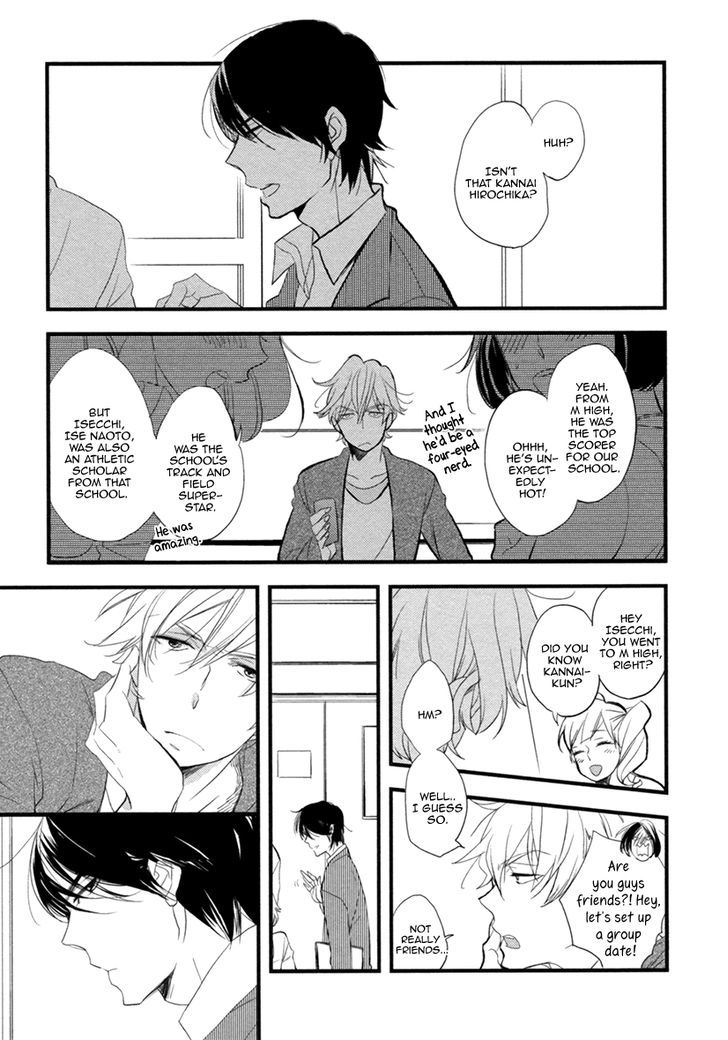 HUH?
ISN'T
THAT KANNAI
HIROCHIKA?
YEAH.
FROM
M HIGH,
HE WAS
THE TOP
SCORER
FOR OUR
SCHOOL.
OHHH,
HE'S UN-
EXPECT-
EDLY
HOT!
And I
thought
he'd be a
four-eyed
nerd.
HE
WAS THE
SCHOOL'S
TRACK AND
FIELD
SUPER-
STAR.
He was
amazing.
BUT
ISECCHI,
ISE NAOTO,
WAS ALSO
AN ATHLETIC
SCHOLAR
FROM THAT
SCHOOL.
HEY
ISECCHI,
YOU WENT
TO M HIGH,
RIGHT?
DID YOU
KNOW
KANNAI-
KUN?
HM?
WELL..
I GUESS
SO.
Are
you guys
friends?! Hey,
let's set up
a group
date!
NOT
REALLY
FRIENDS...